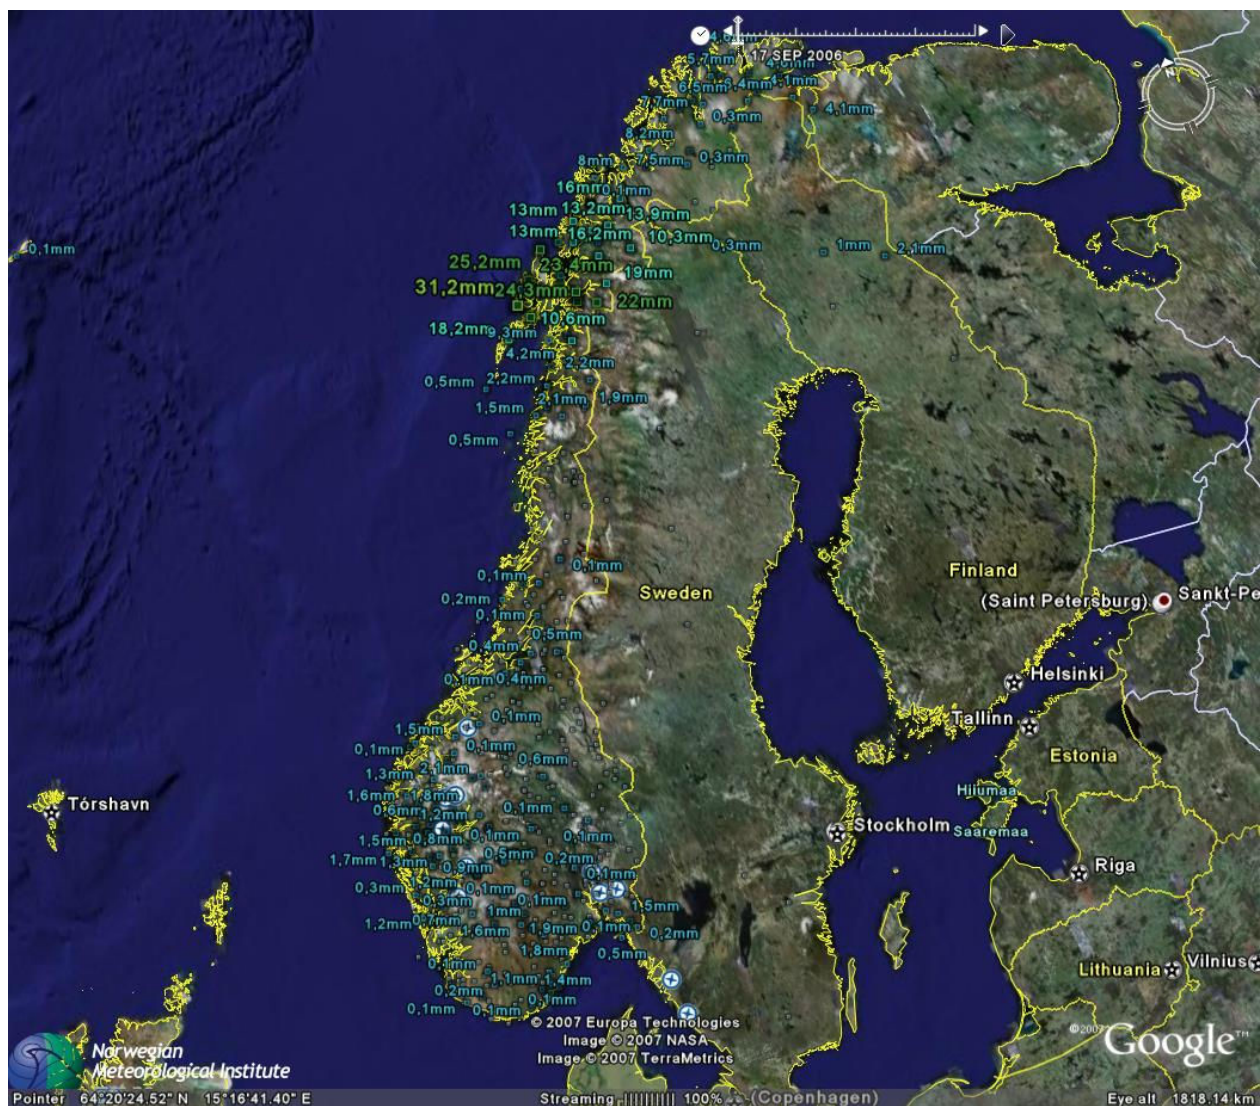 17 SEP 2006
5,7mm
6,5mm
4,1mm
7,7mm
0,3mm
4,1mm
8,2mm
8mm
7,5mm
0,3mm
16mm
0,1mm
13mm
13,2mm
13,9mm
13mm
16,2mm
10,3mm
0,3mm
1mm
2,1mm
0,1mm
25,2mm
23,4mm
19mm
31,2mm
24,3mm
22mm
18,2mm
9,3mm
10,6mm
4,2mm
2,2mm
0,5mm
2,2mm
1,5mm
2,1mm
1,9mm
0,5mm
0,1mm
0,1mm
Finland
0,2mm
Sweden
(Saint Petersburg)
0,1mm
0,5mm
0,4mm
0,1mm
0,4mm
Helsinki
1,5mm
0,1mm
Tallinn
0,1mm
0,1mm
0,6mm
Estonia
1,3mm
2,1mm
1,6mm
1,8mm
Hiiumaa
Tórshavn
0,6mm
1,2mm
0,1mm
Stockholm
Saaremaa
1,5mm
0,8mm
0,1mm
0,1mm
1,7mm
1,3mm
0,9mm
0,5mm
0,2mm
0,1mm
Riga
0,3mm
1,2mm
0,1mm
0,3mm
1mm
0,1mm
1,5mm
1,2mm
0,7mm
1,6mm
1,9mm
0,1mm
0,2mm
1,8mm
0,5mm
0,1mm
1,1mm
1,4mm
Lithuania
Vilnius
0,2mm
0,1mm
0,1mm
0,1mm
© 2007 Europa Technologies
Image © 2007 NASA
Image © 2007 TerraMetrics
©2007 Google™
Norwegian
Meteorological Institute
Pointer 64°20'24.52" N 15°16'41.40" E
Streaming |||||||||| 100%
(Copenhagen)
Eye alt 1818.14 km